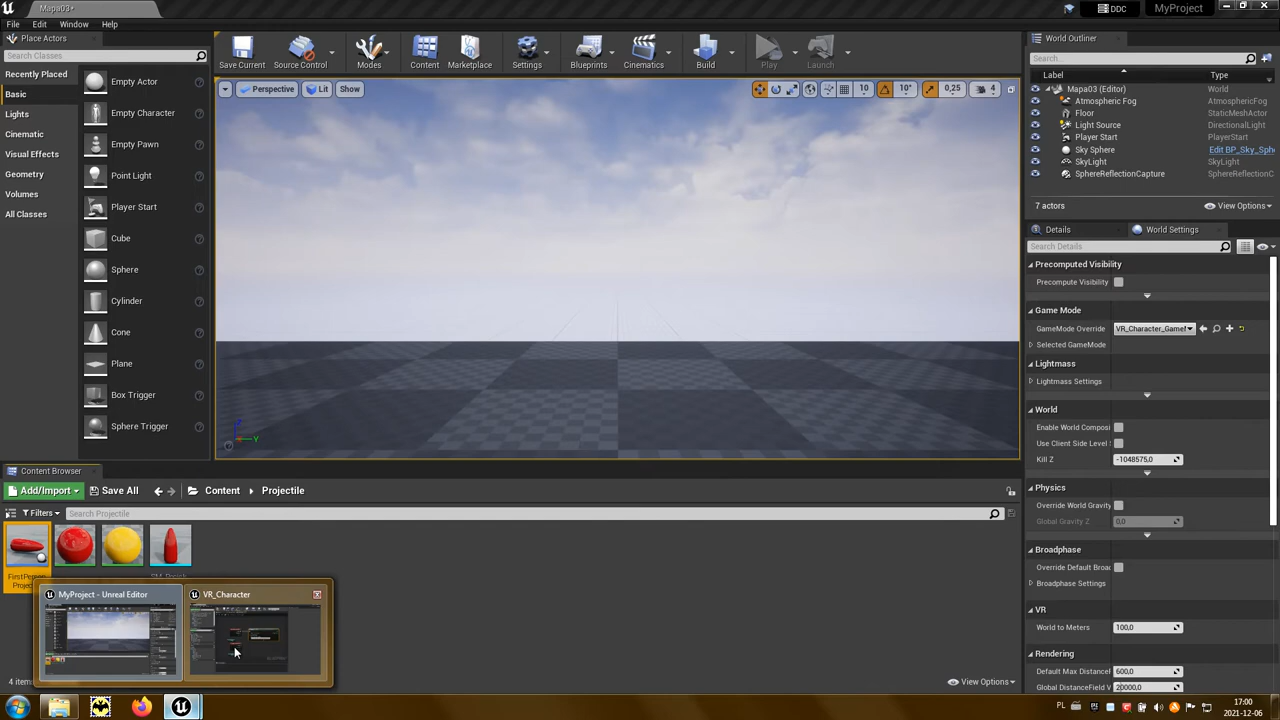 Mapa03*
DDC
MyProject
File Edit Window Help
Place Actors
Search Classes
Recently Placed
Basic
Lights
Cinematic
Visual Effects
Geometry
Volumes
All Classes
Empty Actor
Empty Character
Empty Pawn
Point Light
Player Start
Cube
Sphere
Cylinder
Cone
Plane
Box Trigger
Sphere Trigger
Save Current
Source Control
Modes
Content
Marketplace
Settings
Blueprints
Cinematics
Build
Play
Launch
Perspective Lit Show
10 10° 0,25 4
Z
Y
World Outliner
Search...
Label Type
Mapa03 (Editor) World
Atmospheric Fog AtmosphericFog
Floor StaticMeshActor
Light Source DirectionalLight
Player Start PlayerStart
Sky Sphere Edit BP_Sky_Sph
SkyLight SkyLight
SphereReflectionCapture SphereReflectionC
7 actors View Options
Details World Settings
Search Details
Precomputed Visibility
Precompute Visibility
Game Mode
GameMode Override VR_Character_Gamef
Selected GameMode
Lightmass
Lightmass Settings
World
Enable World Composi
Use Client Side Level
Kill Z -1048575,0
Physics
Override World Gravity
Global Gravity Z 0,0
Broadphase
Override Default Broa
Broadphase Settings
VR
World to Meters 100,0
Rendering
Default Max Distance 600,0
Global DistanceField V 20000,0
Content Browser
Add/Import Save All Content Projectile
Filters Search Projectile
FirstPerson
MyProject - Unreal Editor
VR_Character
View Options
PL
17:00
2021-12-06